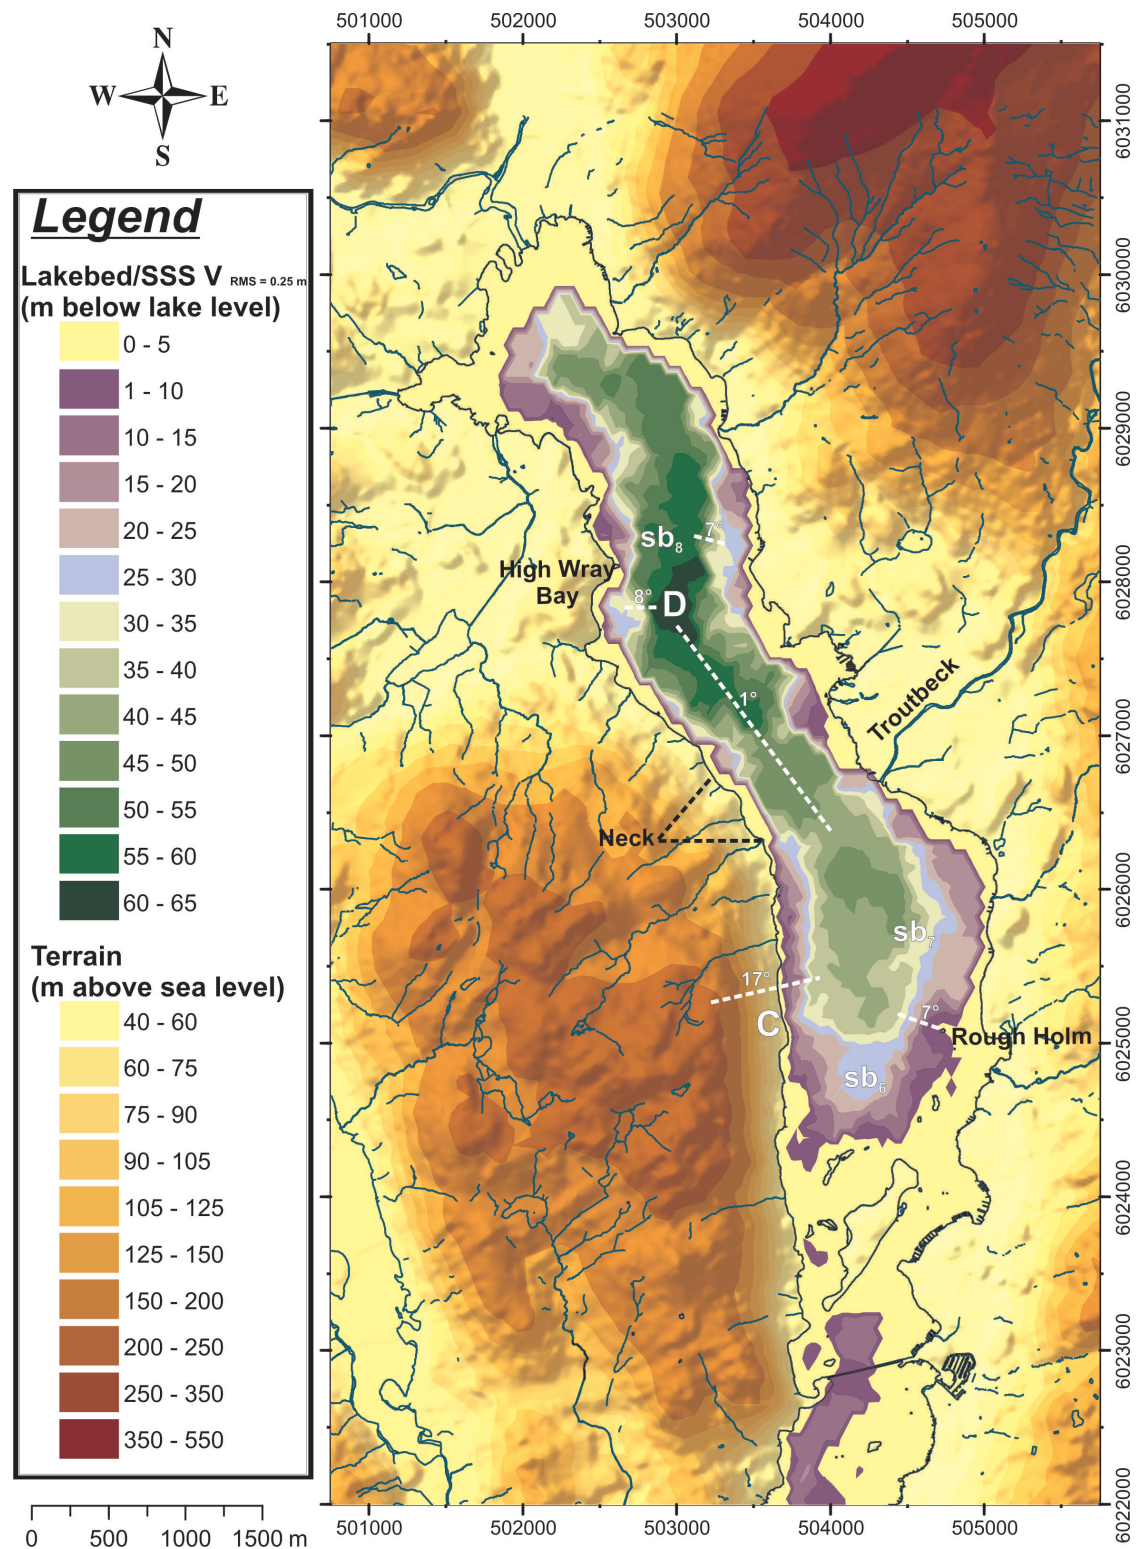 501000 502000 503000 504000 505000
N
W E
S
6031000
6030000
6029000
6028000
6027000
6026000
6025000
6024000
6023000
6022000
Legend
Lakebed/SSS V RMS = 0.25 m
(m below lake level)
0 - 5
1 - 10
10 - 15
15 - 20
20 - 25
25 - 30
30 - 35
35 - 40
40 - 45
45 - 50
50 - 55
55 - 60
60 - 65
Terrain
(m above sea level)
40 - 60
60 - 75
75 - 90
90 - 105
105 - 125
125 - 150
150 - 200
200 - 250
250 - 350
350 - 550
0 500 1000 1500 m
sb8
7°
High Wray
Bay
8°
D
1°
Troutbeck
Neck
sb7
17°
C
7°
Rough Holm
sb6
501000 502000 503000 504000 505000